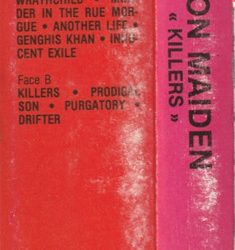 WRATHCHILD • MUR-
DER IN THE RUE MOR-
GUE • ANOTHER LIFE •
GENGHIS KHAN • INNO-
CENT EXILE
Face B
KILLERS • PRODIGAL
SON • PURGATORY •
DRIFTER
ON MAIDEN
« KILLERS »